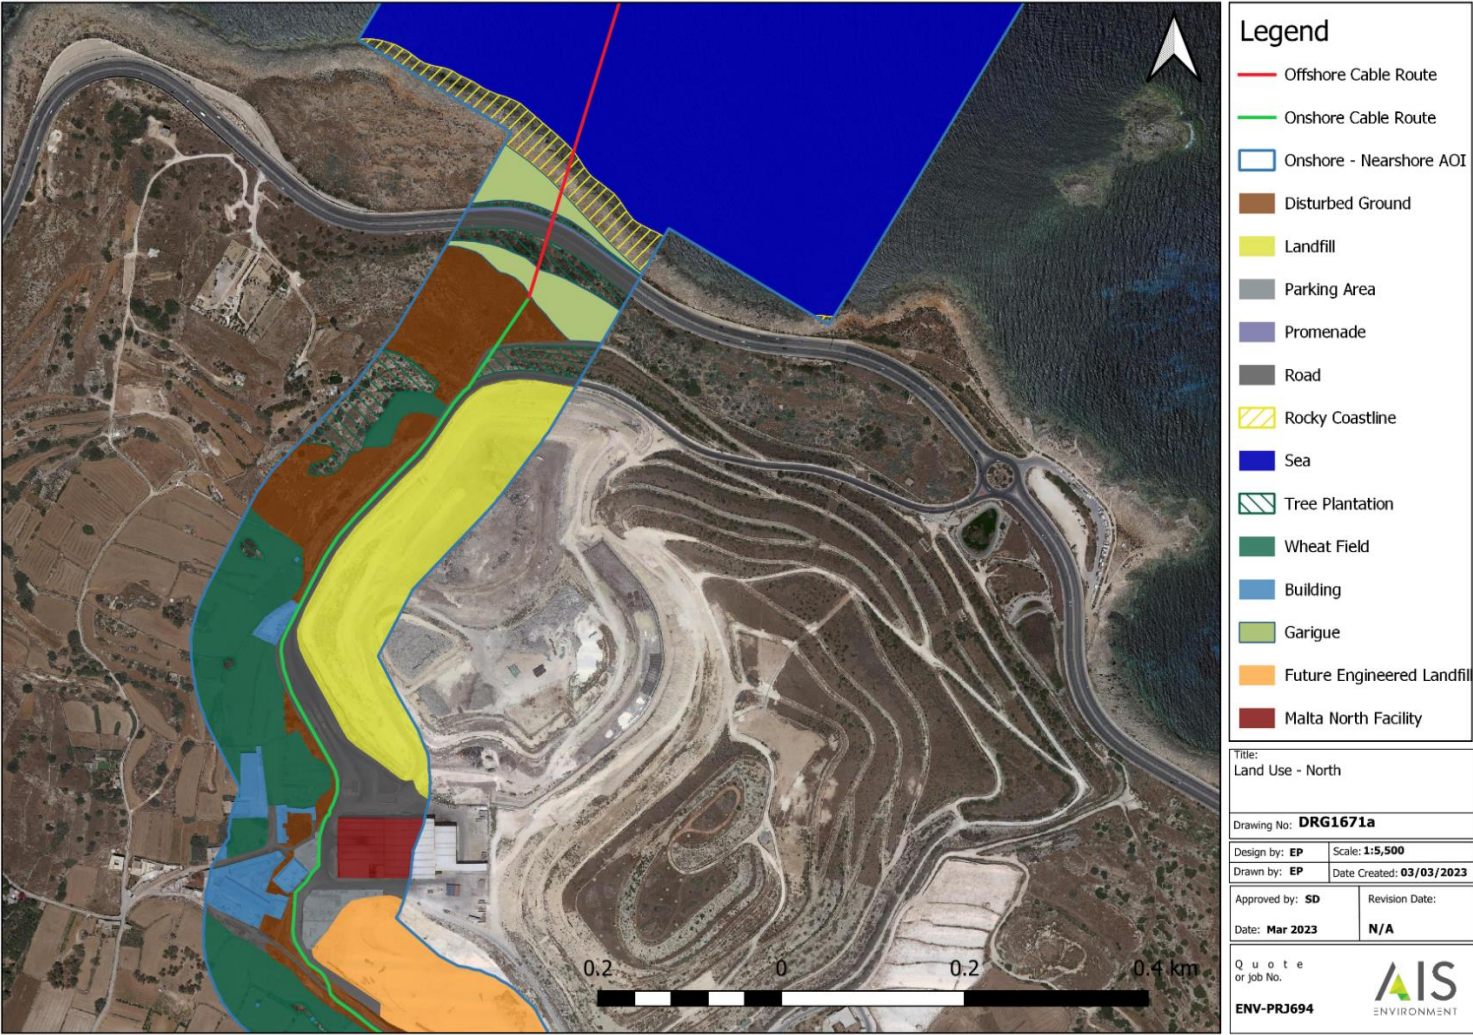 Legend
Offshore Cable Route
Onshore Cable Route
Onshore - Nearshore AOI
Disturbed Ground
Landfill
Parking Area
Promenade
Road
Rocky Coastline
Sea
Tree Plantation
Wheat Field
Building
Garigue
Future Engineered Landfill
Malta North Facility
Title:
Land Use - North
Drawing No: DRG1671a
Design by: EP
Scale: 1:5,500
Drawn by: EP
Date Created: 03/03/2023
Approved by: SD
Revision Date:
Date: Mar 2023
N/A
Quote
or job No.
ENV-PRJ694
AIS
ENVIRONMENT
0.2 0 0.2 0.4 km